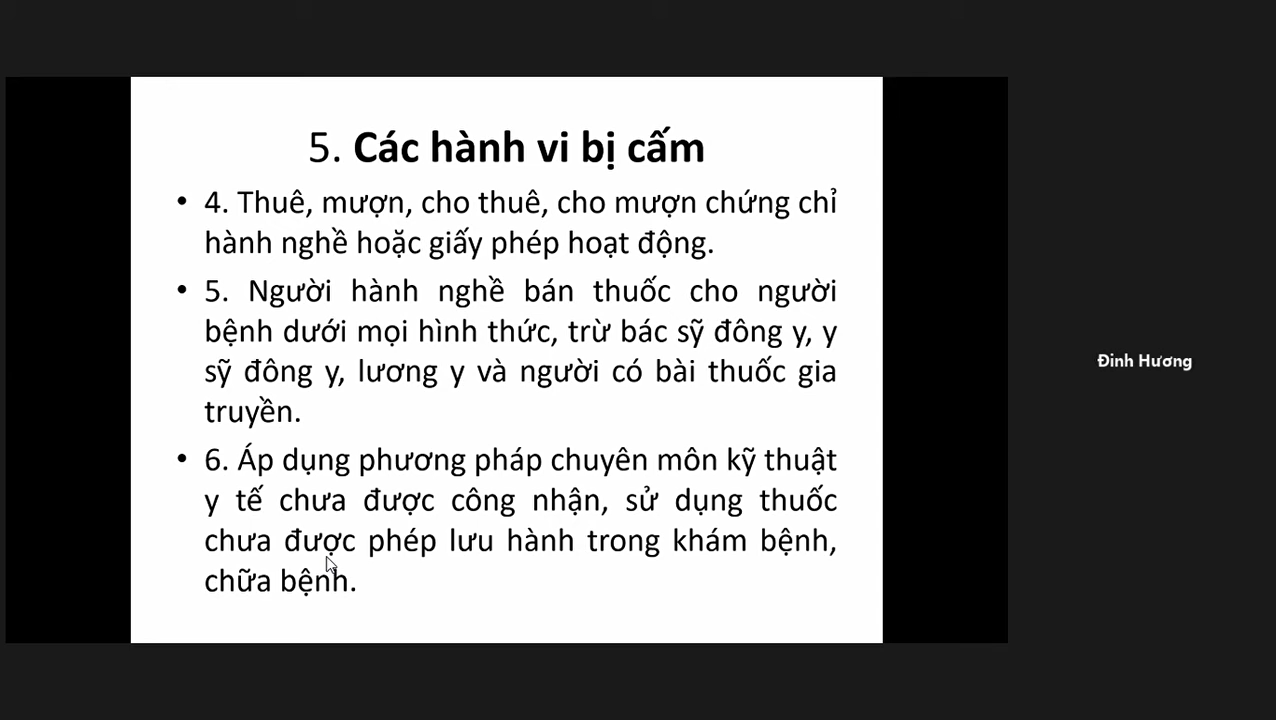 5. Các hành vi bị cấm
• 4. Thuê, mượn, cho thuê, cho mượn chứng chỉ
hành nghề hoặc giấy phép hoạt động.
• 5. Người hành nghề bán thuốc cho người
bệnh dưới mọi hình thức, trừ bác sỹ đông y, y
sỹ đông y, lương y và người có bài thuốc gia
truyền.
• 6. Áp dụng phương pháp chuyên môn kỹ thuật
y tế chưa được công nhận, sử dụng thuốc
chưa được phép lưu hành trong khám bệnh,
chữa bệnh.
Đinh Hương